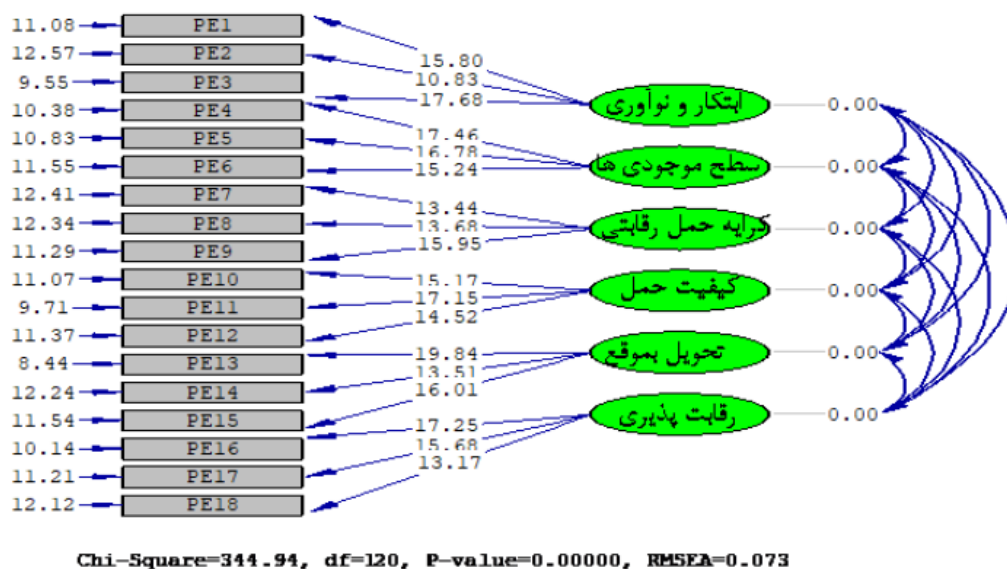 11.08 PE1
12.57 PE2
9.55 PE3
10.38 PE4
10.83 PE5
11.55 PE6
12.41 PE7
12.34 PE8
11.29 PE9
11.07 PE10
9.71 PE11
11.37 PE12
8.44 PE13
12.24 PE14
11.54 PE15
10.14 PE16
11.21 PE17
12.12 PE18
15.80
10.83
17.68
17.46
16.78
15.24
13.44
13.68
15.95
15.17
17.15
14.52
19.84
13.51
16.01
17.25
15.68
13.17
ابتکار و نوآوری 0.00
سطح موجودی ها 0.00
کرایه حمل رقابتی 0.00
کیفیت حمل 0.00
تحویل بموقع 0.00
رقابت پذیری 0.00
Chi-Square=344.94, df=120, P-value=0.00000, RMSEA=0.073